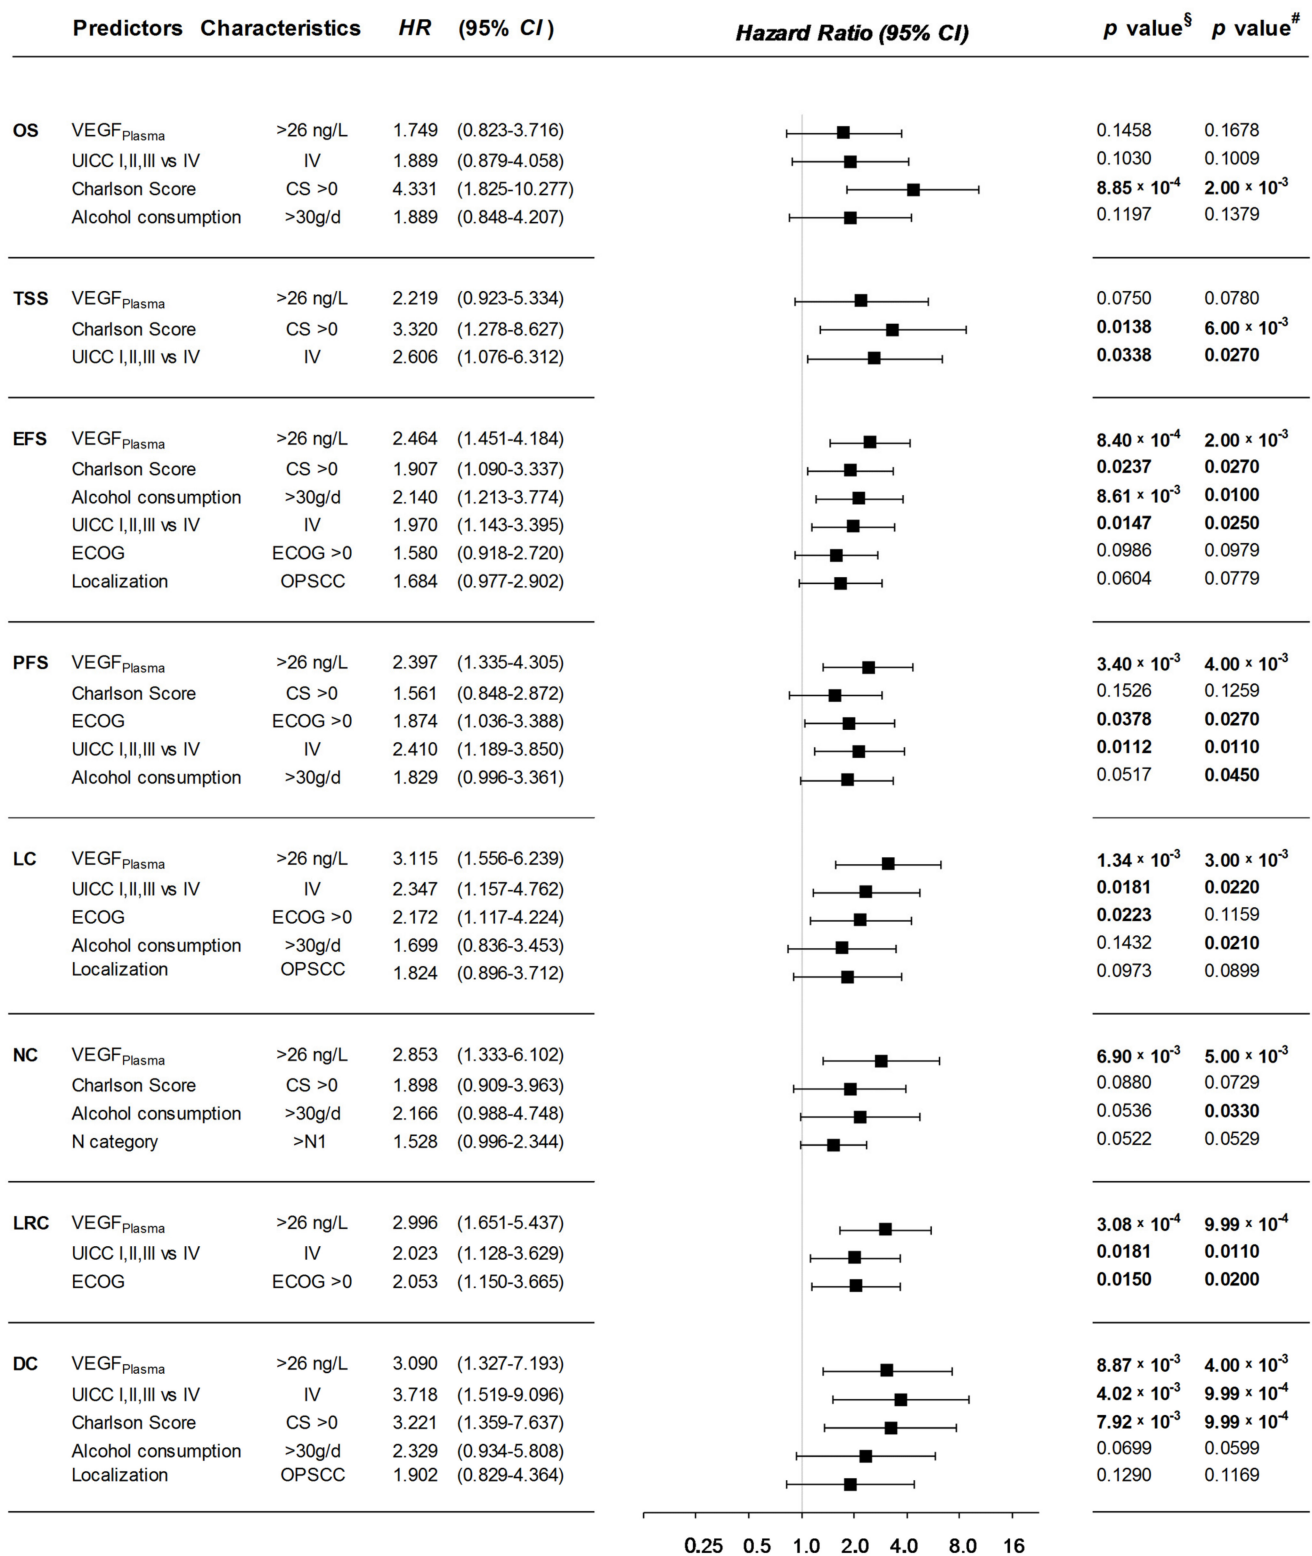 Predictors Characteristics HR (95% CI) Hazard Ratio (95% CI) p value§ p value#
OS VEGFPlasma >26 ng/L 1.749 (0.823-3.716) 0.1458 0.1678
UICC I,II,III vs IV IV 1.889 (0.879-4.058) 0.1030 0.1009
Charlson Score CS >0 4.331 (1.825-10.277) 8.85 x 10-4 2.00 x 10-3
Alcohol consumption >30g/d 1.889 (0.848-4.207) 0.1197 0.1379
TSS VEGFPlasma >26 ng/L 2.219 (0.923-5.334) 0.0750 0.0780
Charlson Score CS >0 3.320 (1.278-8.627) 0.0138 6.00 x 10-3
UICC I,II,III vs IV IV 2.606 (1.076-6.312) 0.0338 0.0270
EFS VEGFPlasma >26 ng/L 2.464 (1.451-4.184) 8.40 x 10-4 2.00 x 10-3
Charlson Score CS >0 1.907 (1.090-3.337) 0.0237 0.0270
Alcohol consumption >30g/d 2.140 (1.213-3.774) 8.61 x 10-3 0.0100
UICC I,II,III vs IV IV 1.970 (1.143-3.395) 0.0147 0.0250
ECOG ECOG >0 1.580 (0.918-2.720) 0.0986 0.0979
Localization OPSCC 1.684 (0.977-2.902) 0.0604 0.0779
PFS VEGFPlasma >26 ng/L 2.397 (1.335-4.305) 3.40 x 10-3 4.00 x 10-3
Charlson Score CS >0 1.561 (0.848-2.872) 0.1526 0.1259
ECOG ECOG >0 1.874 (1.036-3.388) 0.0378 0.0270
UICC I,II,III vs IV IV 2.410 (1.189-3.850) 0.0112 0.0110
Alcohol consumption >30g/d 1.829 (0.996-3.361) 0.0517 0.0450
LC VEGFPlasma >26 ng/L 3.115 (1.556-6.239) 1.34 x 10-3 3.00 x 10-3
UICC I,II,III vs IV IV 2.347 (1.157-4.762) 0.0181 0.0220
ECOG ECOG >0 2.172 (1.117-4.224) 0.0223 0.1159
Alcohol consumption >30g/d 1.699 (0.836-3.453) 0.1432 0.0210
Localization OPSCC 1.824 (0.896-3.712) 0.0973 0.0899
NC VEGFPlasma >26 ng/L 2.853 (1.333-6.102) 6.90 x 10-3 5.00 x 10-3
Charlson Score CS >0 1.898 (0.909-3.963) 0.0880 0.0729
Alcohol consumption >30g/d 2.166 (0.988-4.748) 0.0536 0.0330
N category >N1 1.528 (0.996-2.344) 0.0522 0.0529
LRC VEGFPlasma >26 ng/L 2.996 (1.651-5.437) 3.08 x 10-4 9.99 x 10-4
UICC I,II,III vs IV IV 2.023 (1.128-3.629) 0.0181 0.0110
ECOG ECOG >0 2.053 (1.150-3.665) 0.0150 0.0200
DC VEGFPlasma >26 ng/L 3.090 (1.327-7.193) 8.87 x 10-3 4.00 x 10-3
UICC I,II,III vs IV IV 3.718 (1.519-9.096) 4.02 x 10-3 9.99 x 10-4
Charlson Score CS >0 3.221 (1.359-7.637) 7.92 x 10-3 9.99 x 10-4
Alcohol consumption >30g/d 2.329 (0.934-5.808) 0.0699 0.0599
Localization OPSCC 1.902 (0.829-4.364) 0.1290 0.1169
0.25 0.5 1.0 2.0 4.0 8.0 16